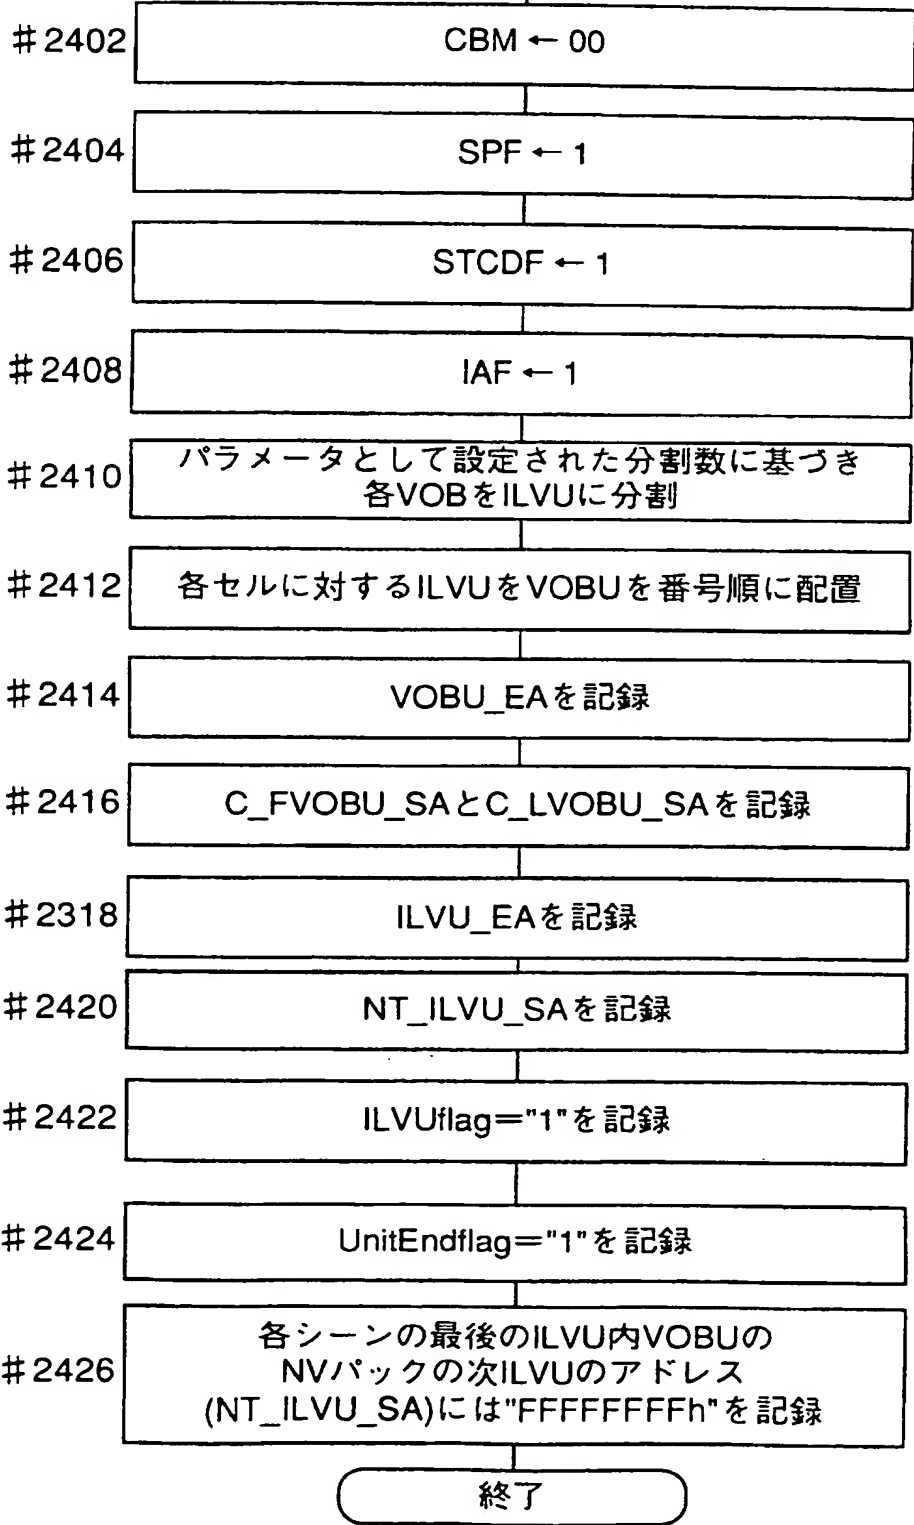 #2402 CBM ← 00
#2404 SPF ← 1
#2406 STCDF ← 1
#2408 IAF ← 1
#2410 パラメータとして設定された分割数に基づき
各VOBをILVUに分割
#2412 各セルに対するILVUをVOBUを番号順に配置
#2414 VOBU_EAを記録
#2416 C_FVOBU_SAとC_LVOBU_SAを記録
#2318 ILVU_EAを記録
#2420 NT_ILVU_SAを記録
#2422 ILVUflag="1"を記録
#2424 UnitEndflag="1"を記録
#2426 各シーンの最後のILVU内VOBUの
NVパックの次ILVUのアドレス
(NT_ILVU_SA)には"FFFFFFFFh"を記録
終了